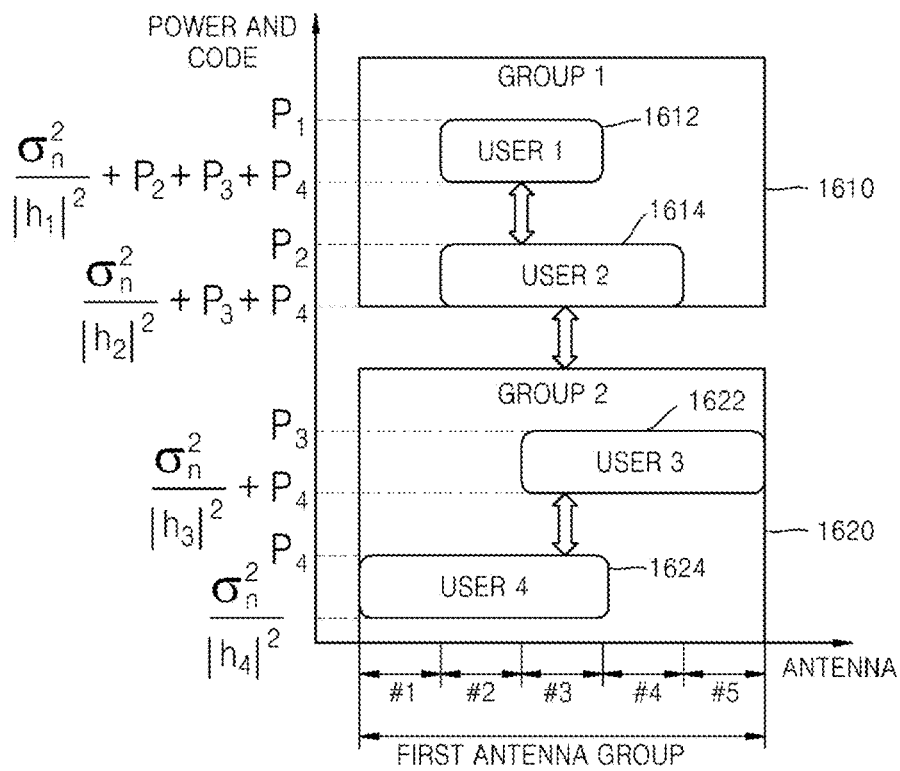 POWER AND
CODE
GROUP 1
P₁
1612
USER 1
σₙ²/|h₁|² + P₂ + P₃ + P₄
1610
1614
P₂
USER 2
σₙ²/|h₂|² + P₃ + P₄
GROUP 2
1622
P₃
USER 3
σₙ²/|h₃|² + P₄
1620
P₄
1624
USER 4
σₙ²/|h₄|²
ANTENNA
#1 #2 #3 #4 #5
FIRST ANTENNA GROUP